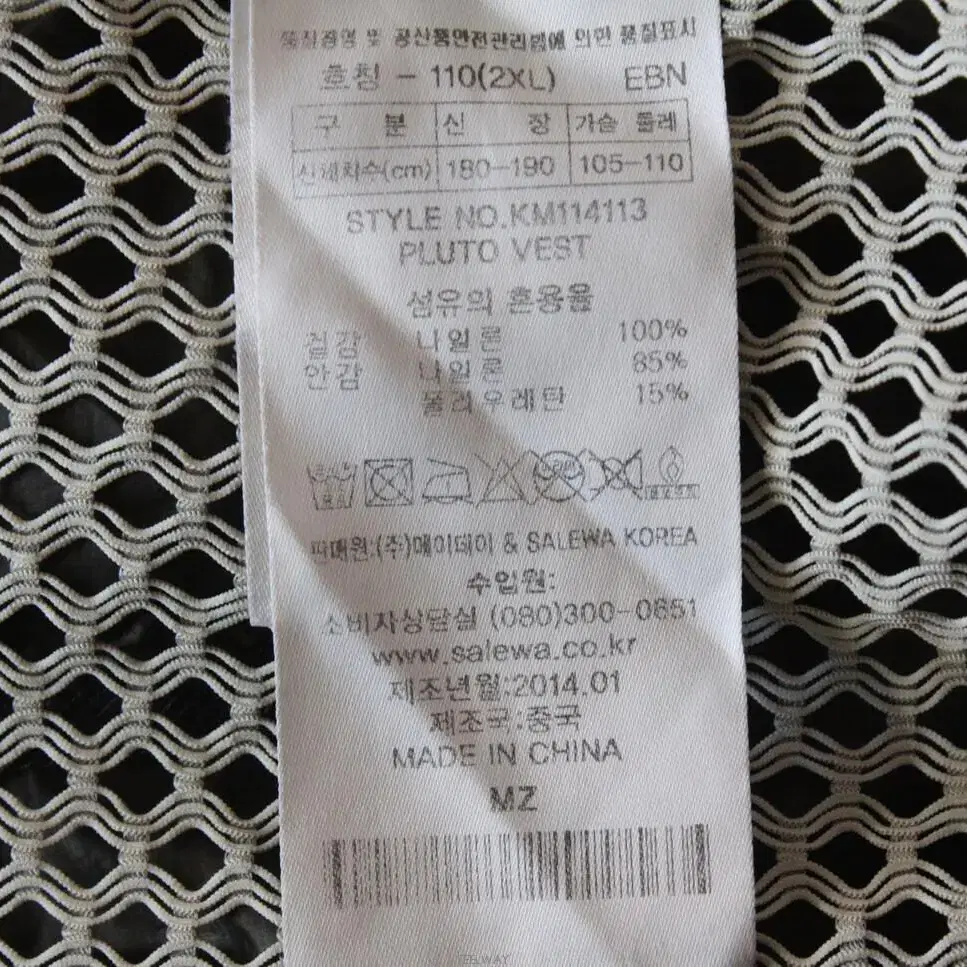 품질경영 및 공산품안전관리법에 의한 품질표시
호칭 - 110(2XL) EBN
구 분 신 장 가슴 둘레
신체치수(cm) 180-190 105-110
STYLE NO.KM114113
PLUTO VEST
섬유의 혼용율
겉감 나일론 100%
안감 나일론 85%
폴리우레탄 15%
판매원:(주)메이데이 & SALEWA KOREA
수입원:
소비자상담실 (080)300-0851
www.salewa.co.kr
제조년월:2014.01
제조국:중국
MADE IN CHINA
MZ
FEELWAY